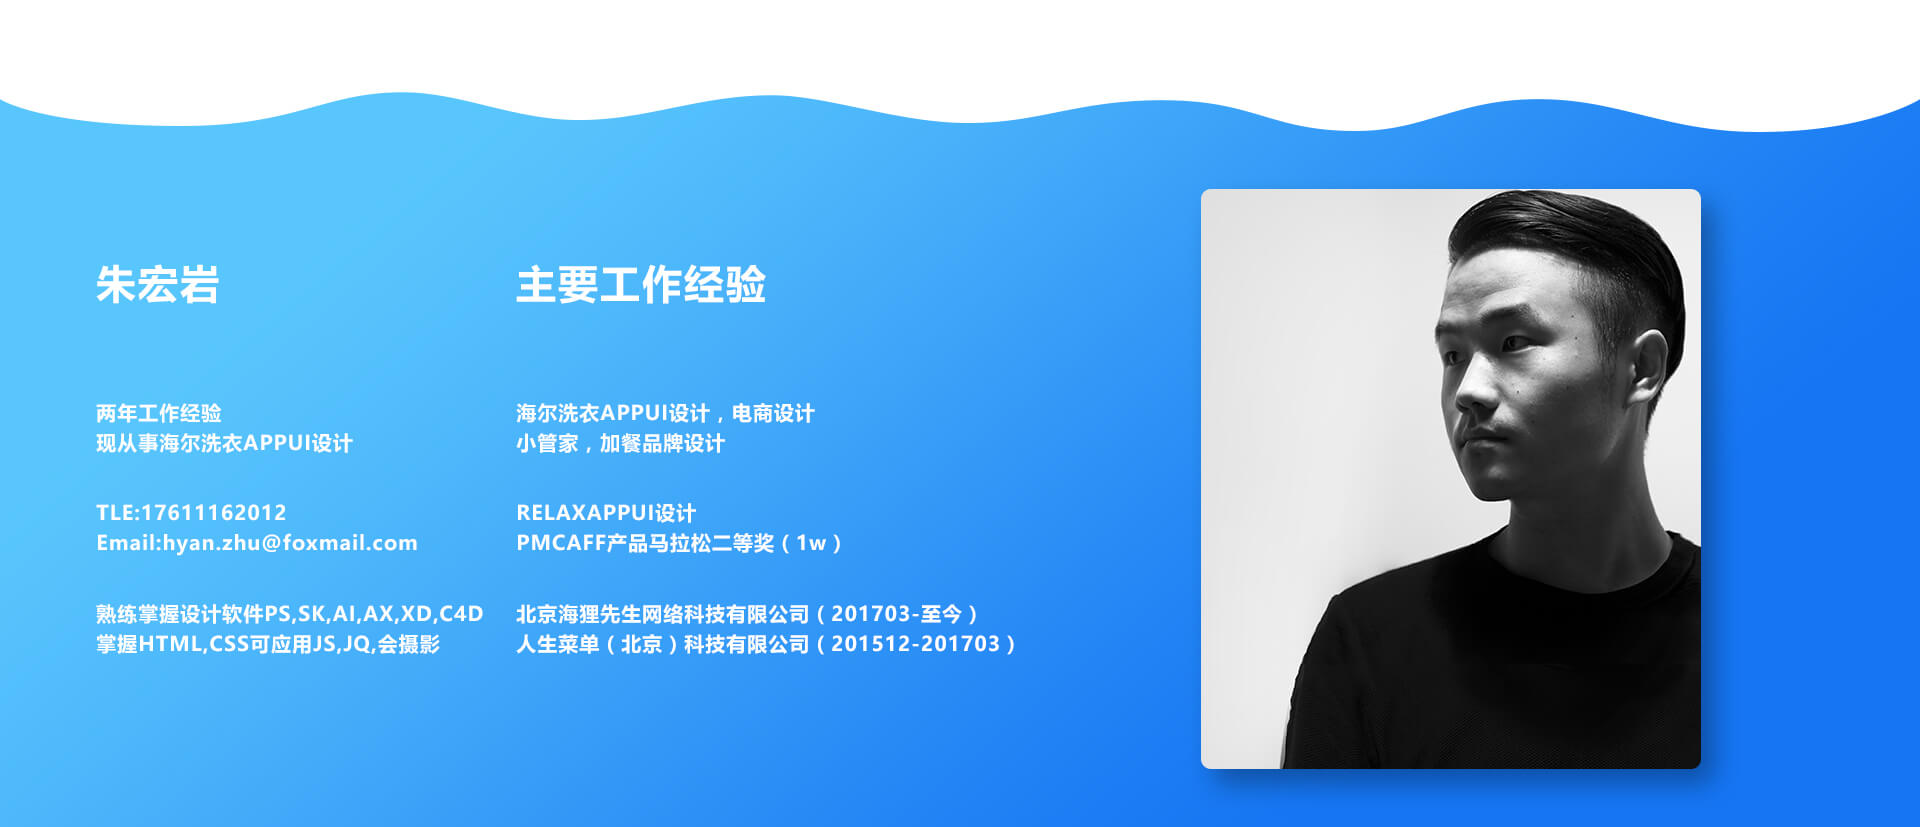 朱宏岩
两年工作经验
现从事海尔洗衣APPUI设计
TLE:17611162012
Email:hyan.zhu@foxmail.com
熟练掌握设计软件PS,SK,AI,AX,XD,C4D
掌握HTML,CSS可应用JS,JQ,会摄影
主要工作经验
海尔洗衣APPUI设计，电商设计
小管家，加餐品牌设计
RELAXAPPUI设计
PMCAFF产品马拉松二等奖（1w）
北京海狸先生网络科技有限公司（201703-至今）
人生菜单（北京）科技有限公司（201512-201703）